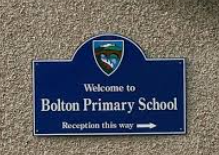 Welcome to
Bolton Primary School
Reception this way